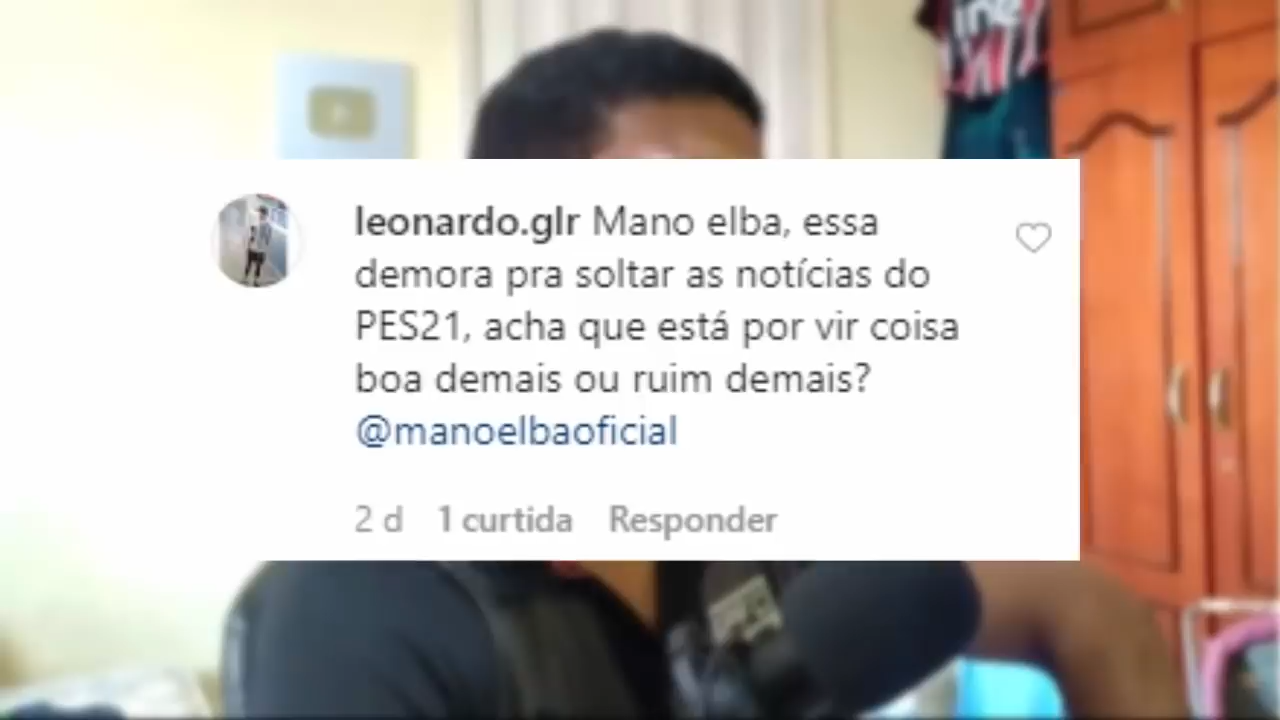 leonardo.glr Mano elba, essa
demora pra soltar as notícias do
PES21, acha que está por vir coisa
boa demais ou ruim demais?
@manoelbaoficial
2 d 1 curtida Responder